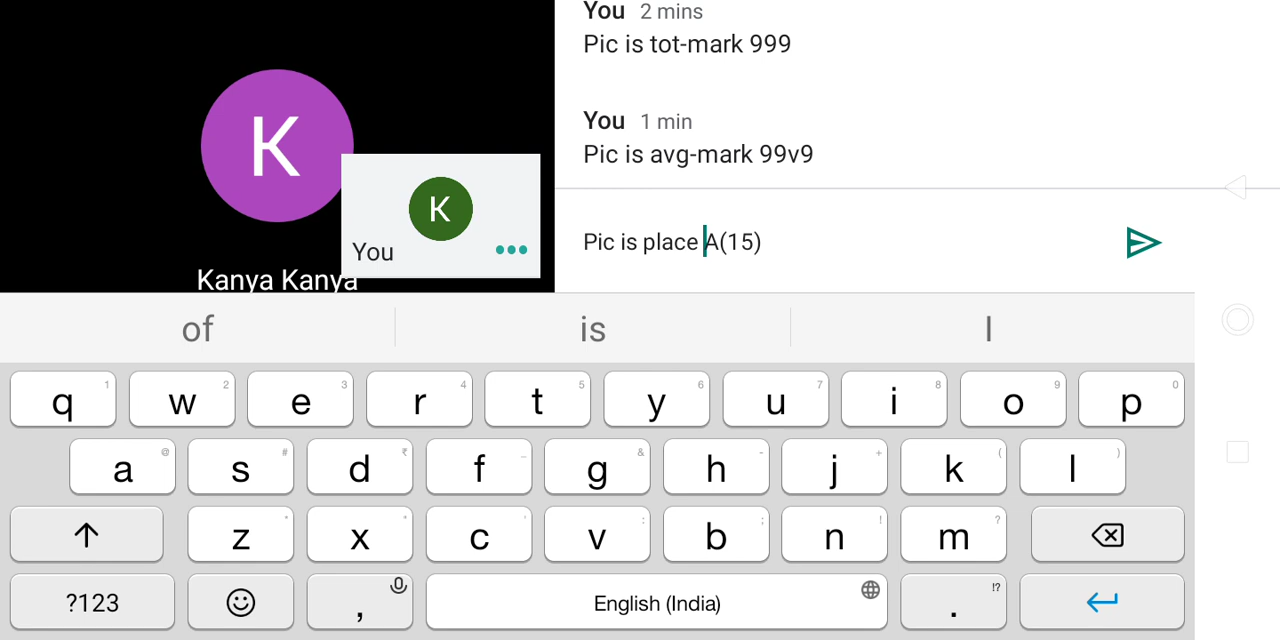 You 2 mins
Pic is tot-mark 999
You 1 min
Pic is avg-mark 99v9
Pic is place A(15)
K
K
You
Kanya Kanya
of is I
q 1 w 2 e 3 r 4 t 5 y 6 u 7 i 8 o 9 p 0
a @ s # d ₹ f _ g & h - j + k ( l )
z * x " c ' v : b ; n ! m ?
?123 , English (India) . !?